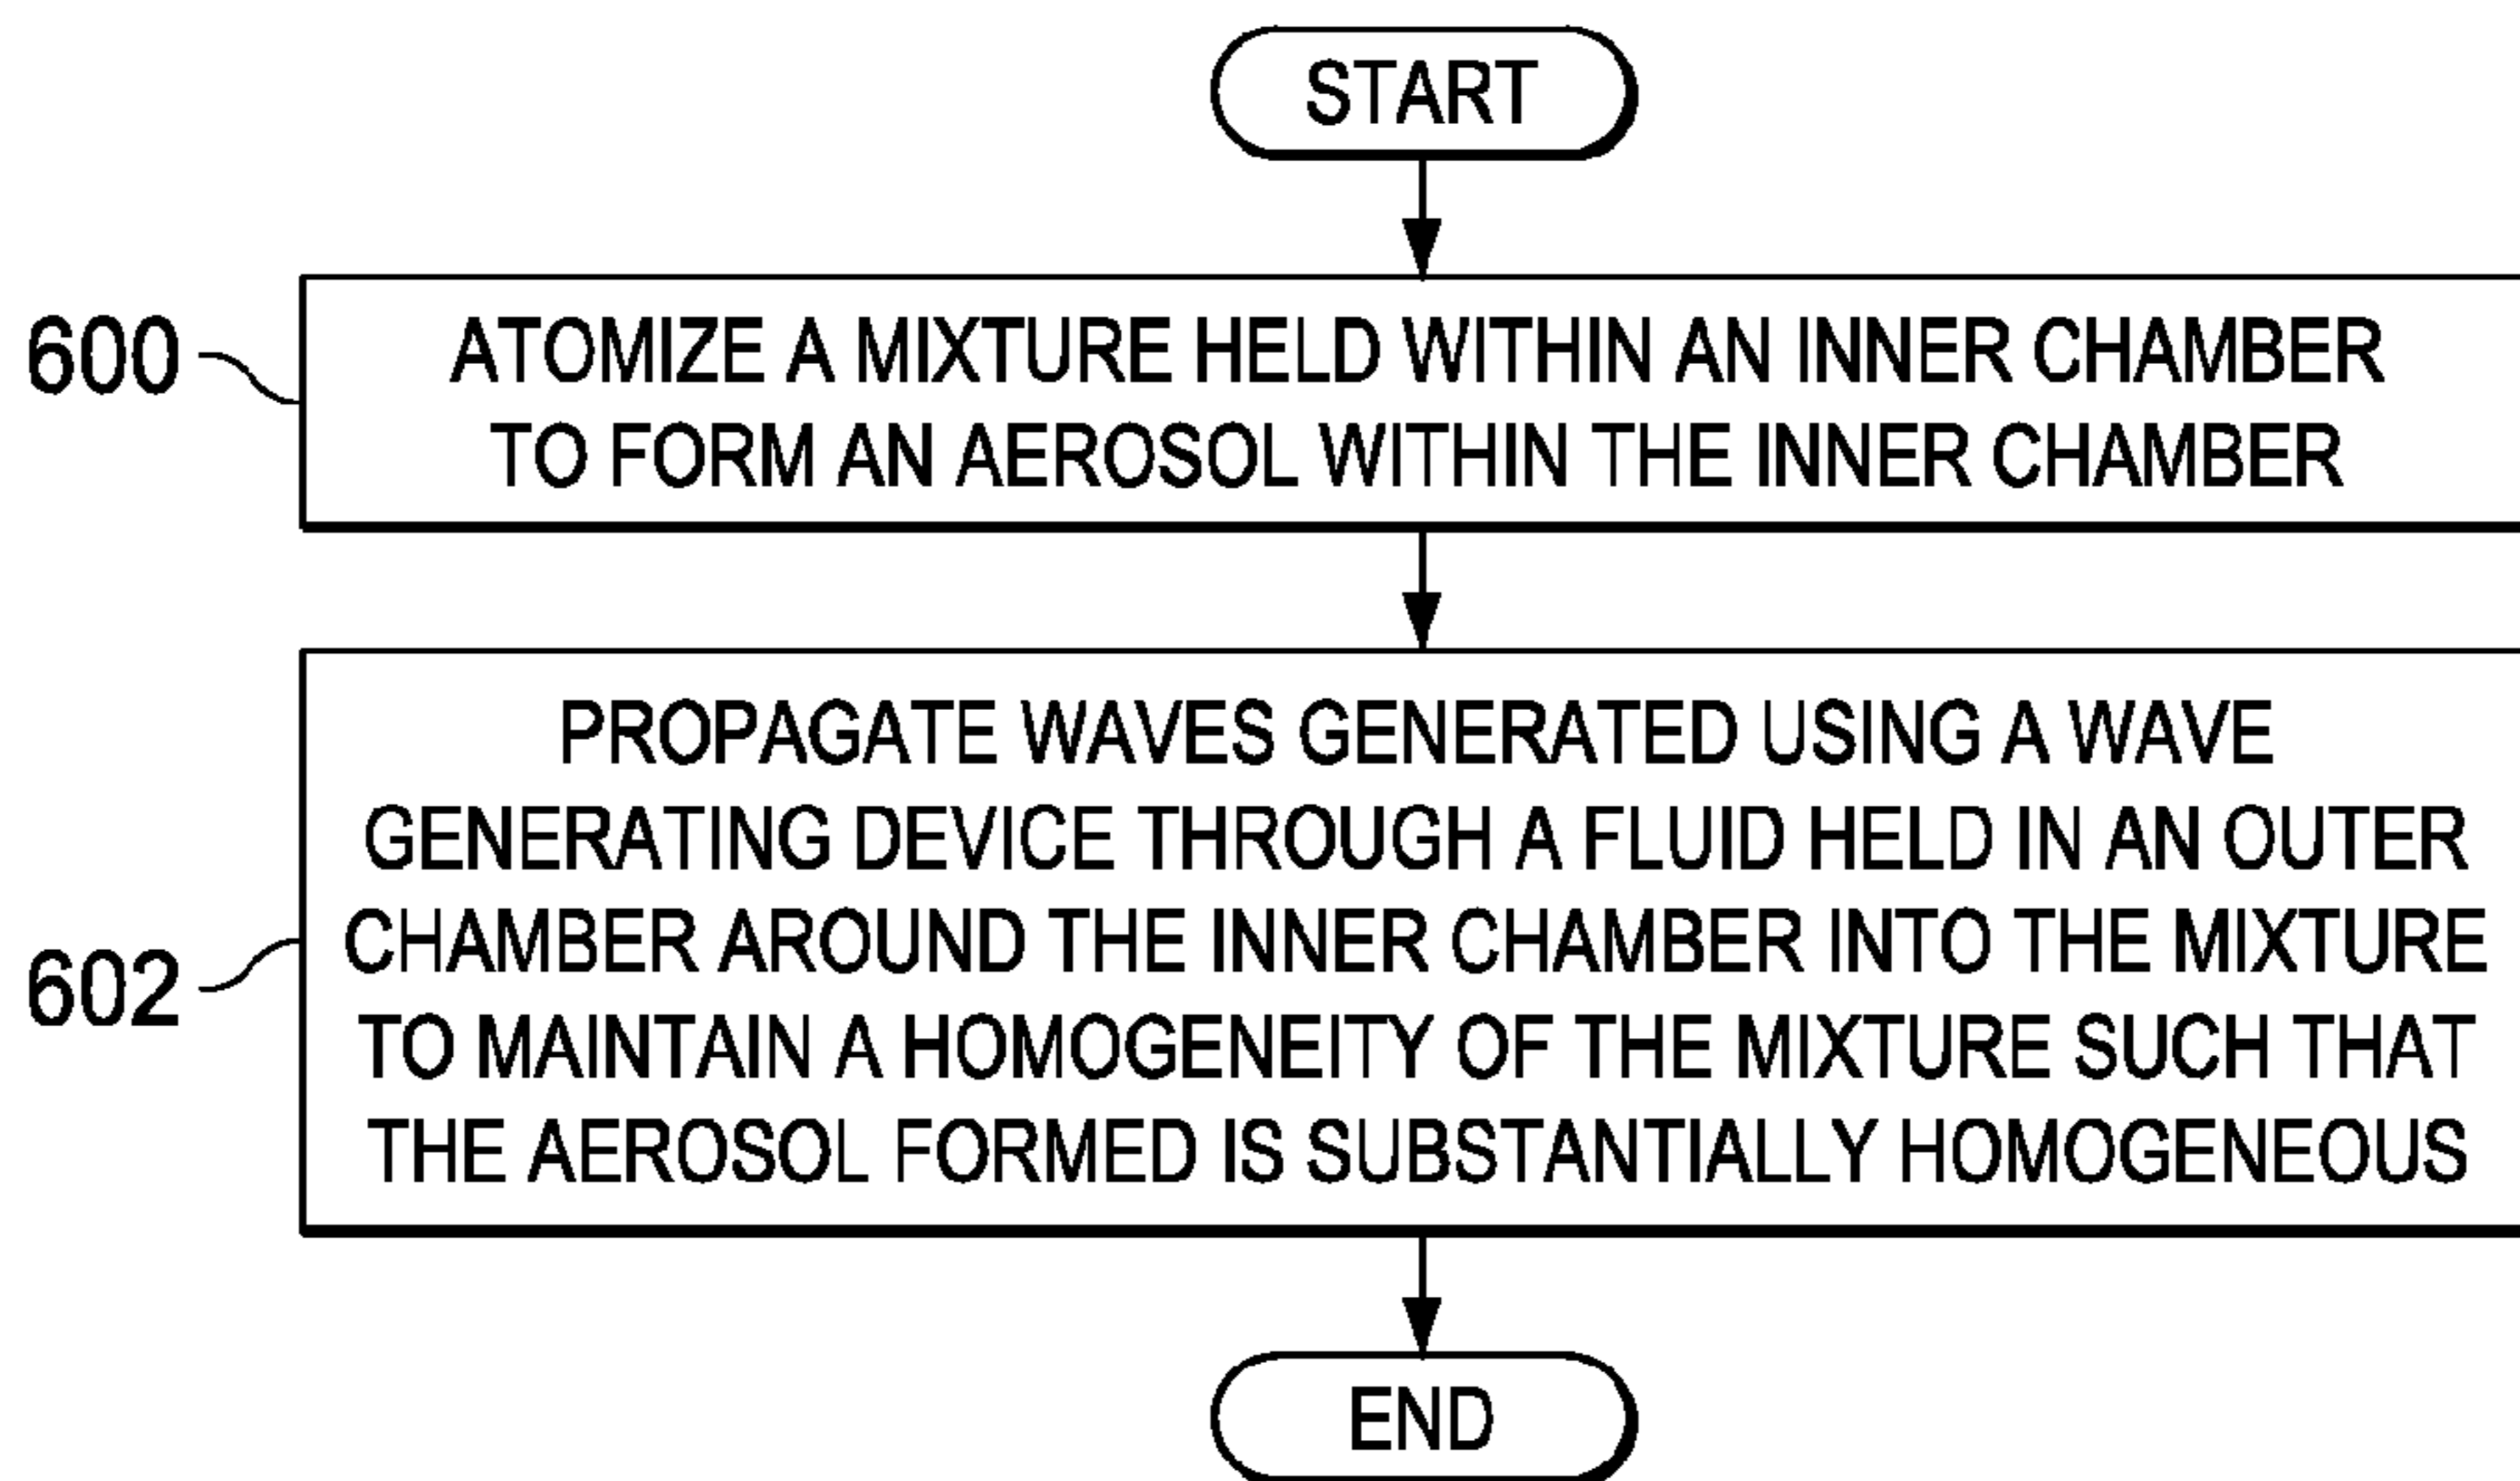 START
600
ATOMIZE A MIXTURE HELD WITHIN AN INNER CHAMBER
TO FORM AN AEROSOL WITHIN THE INNER CHAMBER
602
PROPAGATE WAVES GENERATED USING A WAVE
GENERATING DEVICE THROUGH A FLUID HELD IN AN OUTER
CHAMBER AROUND THE INNER CHAMBER INTO THE MIXTURE
TO MAINTAIN A HOMOGENEITY OF THE MIXTURE SUCH THAT
THE AEROSOL FORMED IS SUBSTANTIALLY HOMOGENEOUS
END